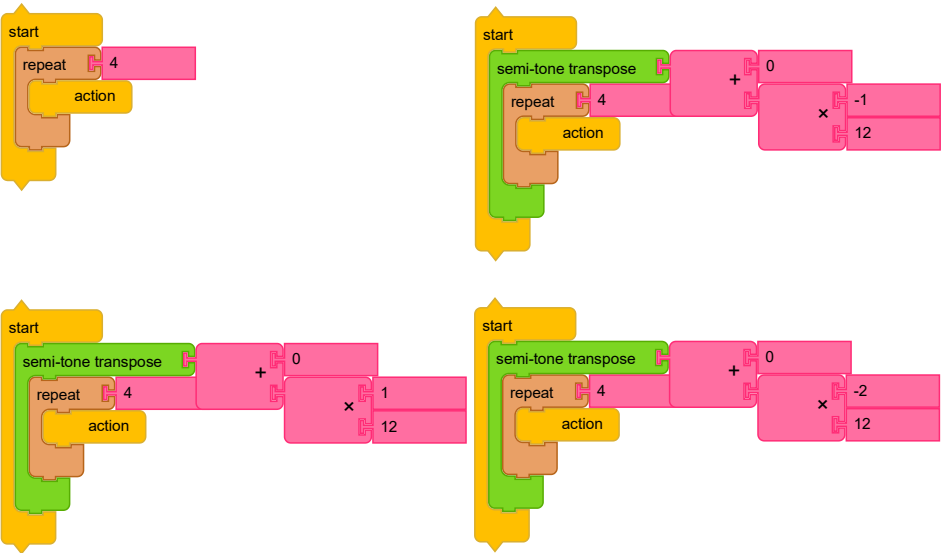 start
repeat 4
action
start
semi-tone transpose + 0
repeat 4 × -1
action 12
start
semi-tone transpose + 0
repeat 4 × 1
action 12
start
semi-tone transpose + 0
repeat 4 × -2
action 12